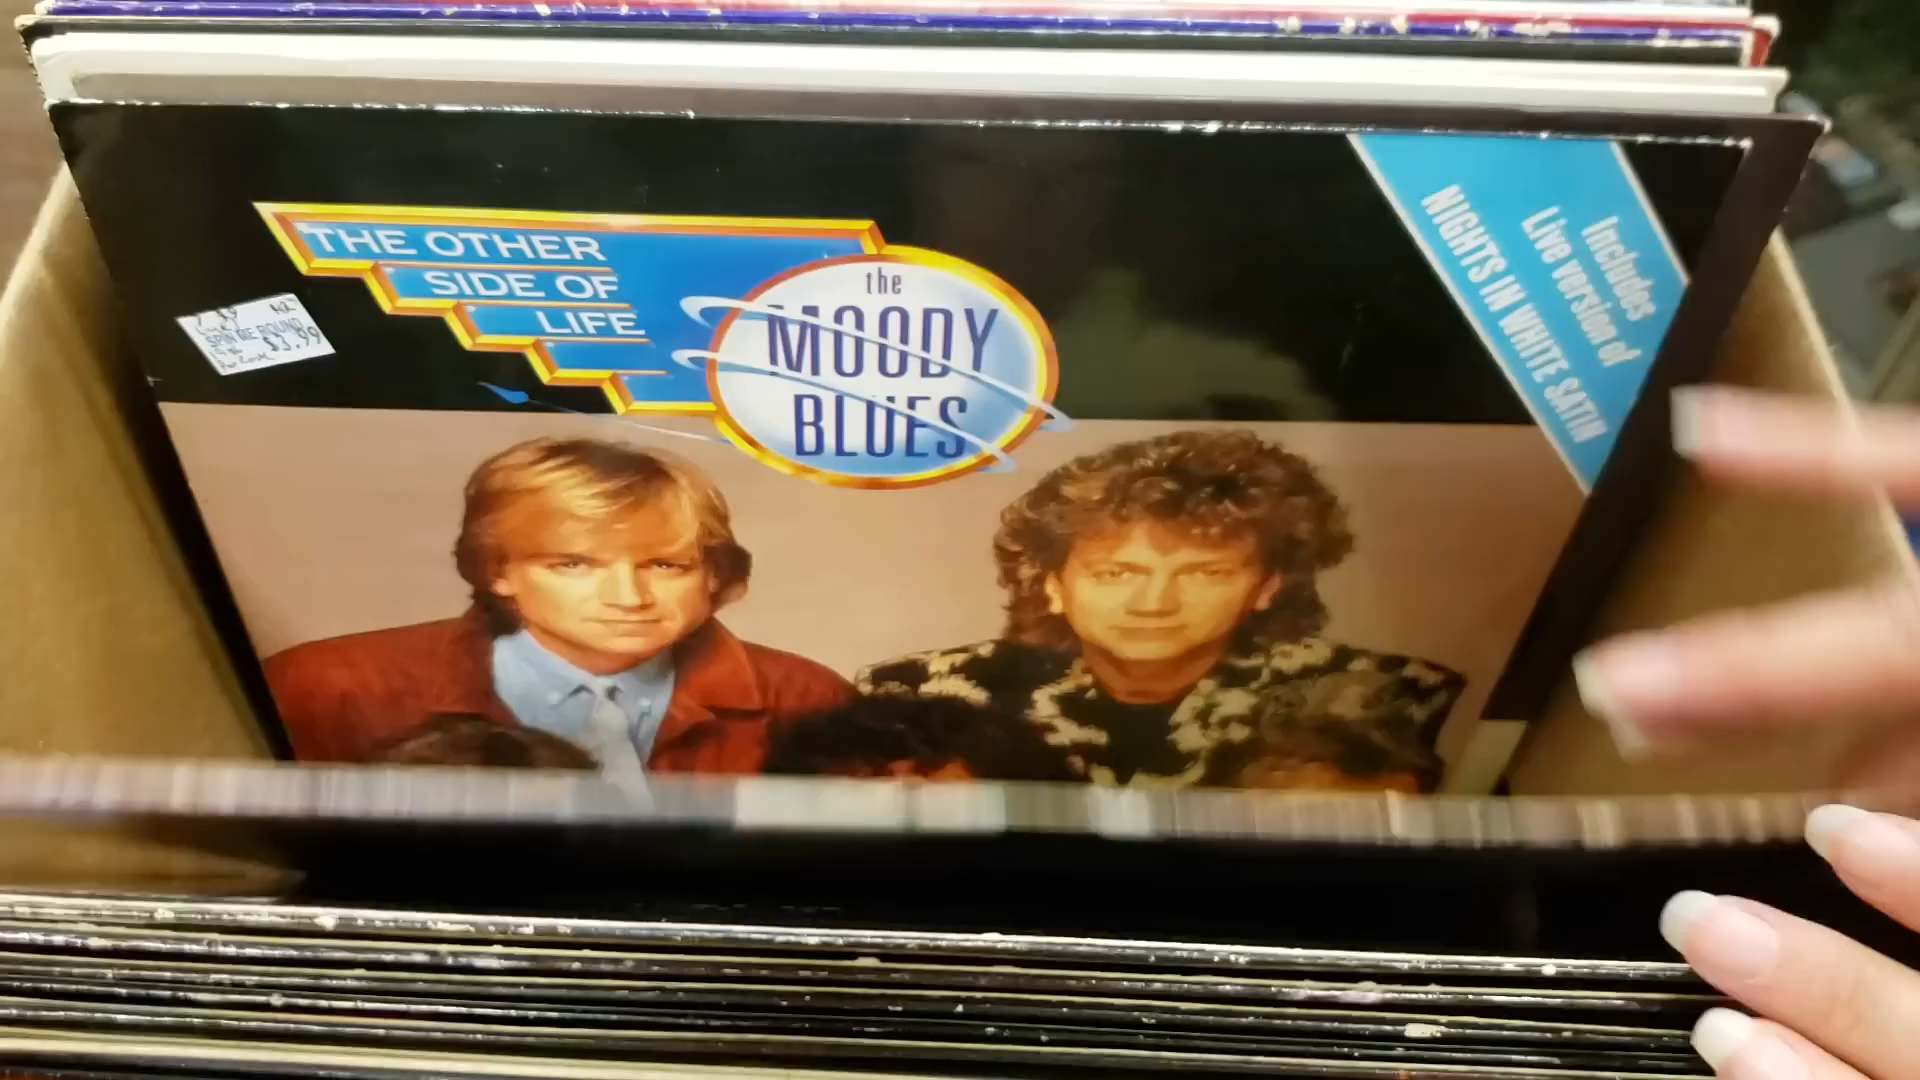 THE OTHER
SIDE OF
LIFE
the
MOODY
BLUES
Includes
Live version of
NIGHTS IN WHITE SATIN
SPIN ME ROUND
$3.99